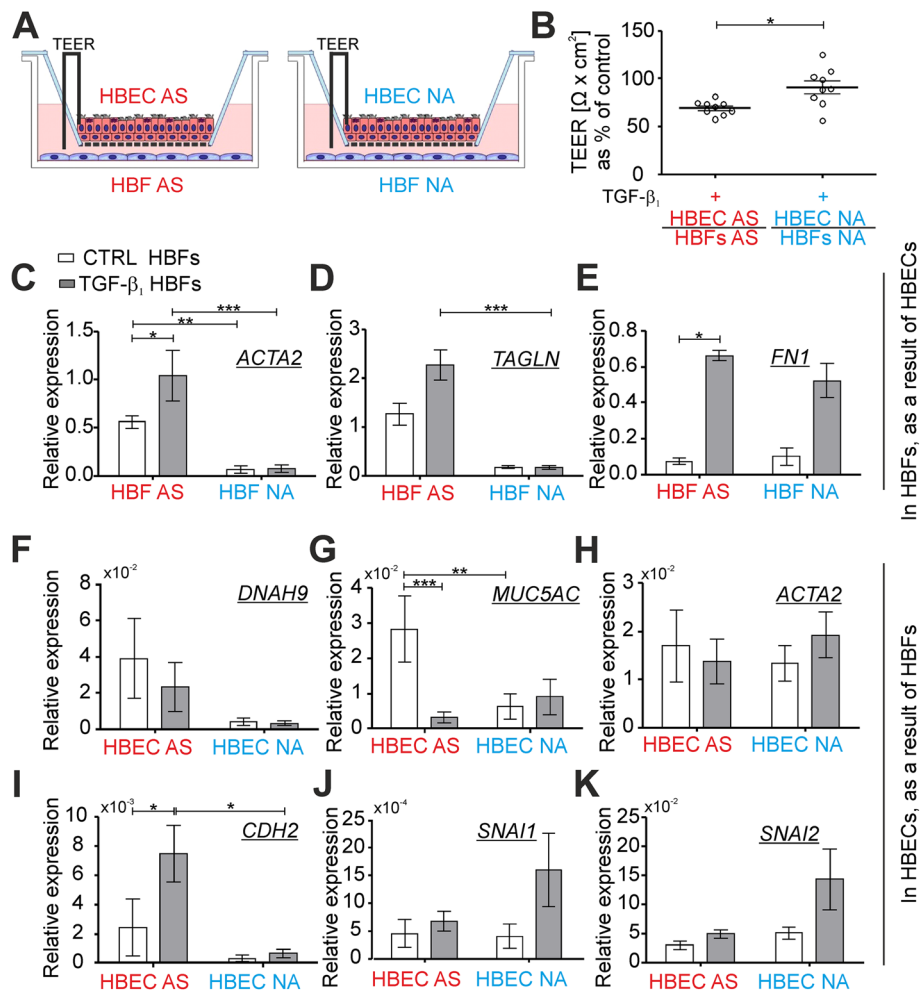 A
TEER
HBEC AS
HBF AS
TEER
HBEC NA
HBF NA
B
TEER [Ω x cm²]
as % of control
150
100
50
0
*
TGF-β₁
+
+
HBEC AS
HBFs AS
HBEC NA
HBFs NA
CTRL HBFs
TGF-β₁ HBFs
C
Relative expression
1.5
1.0
0.5
0.0
***
**
*
ACTA2
HBF AS
HBF NA
D
Relative expression
3
2
1
0
***
TAGLN
HBF AS
HBF NA
E
Relative expression
0.8
0.6
0.4
0.2
0.0
*
FN1
HBF AS
HBF NA
In HBFs, as a result of HBECs
F
Relative expression
x10⁻²
8
6
4
2
0
DNAH9
HBEC AS
HBEC NA
G
Relative expression
x10⁻²
4
3
2
1
0
**
***
MUC5AC
HBEC AS
HBEC NA
H
Relative expression
x10⁻²
3
2
1
0
ACTA2
HBEC AS
HBEC NA
I
Relative expression
x10⁻³
10
8
6
4
2
0
*
*
CDH2
HBEC AS
HBEC NA
J
Relative expression
x10⁻⁴
25
20
15
10
5
0
SNAI1
HBEC AS
HBEC NA
K
Relative expression
x10⁻²
25
20
15
10
5
0
SNAI2
HBEC AS
HBEC NA
In HBECs, as a result of HBFs